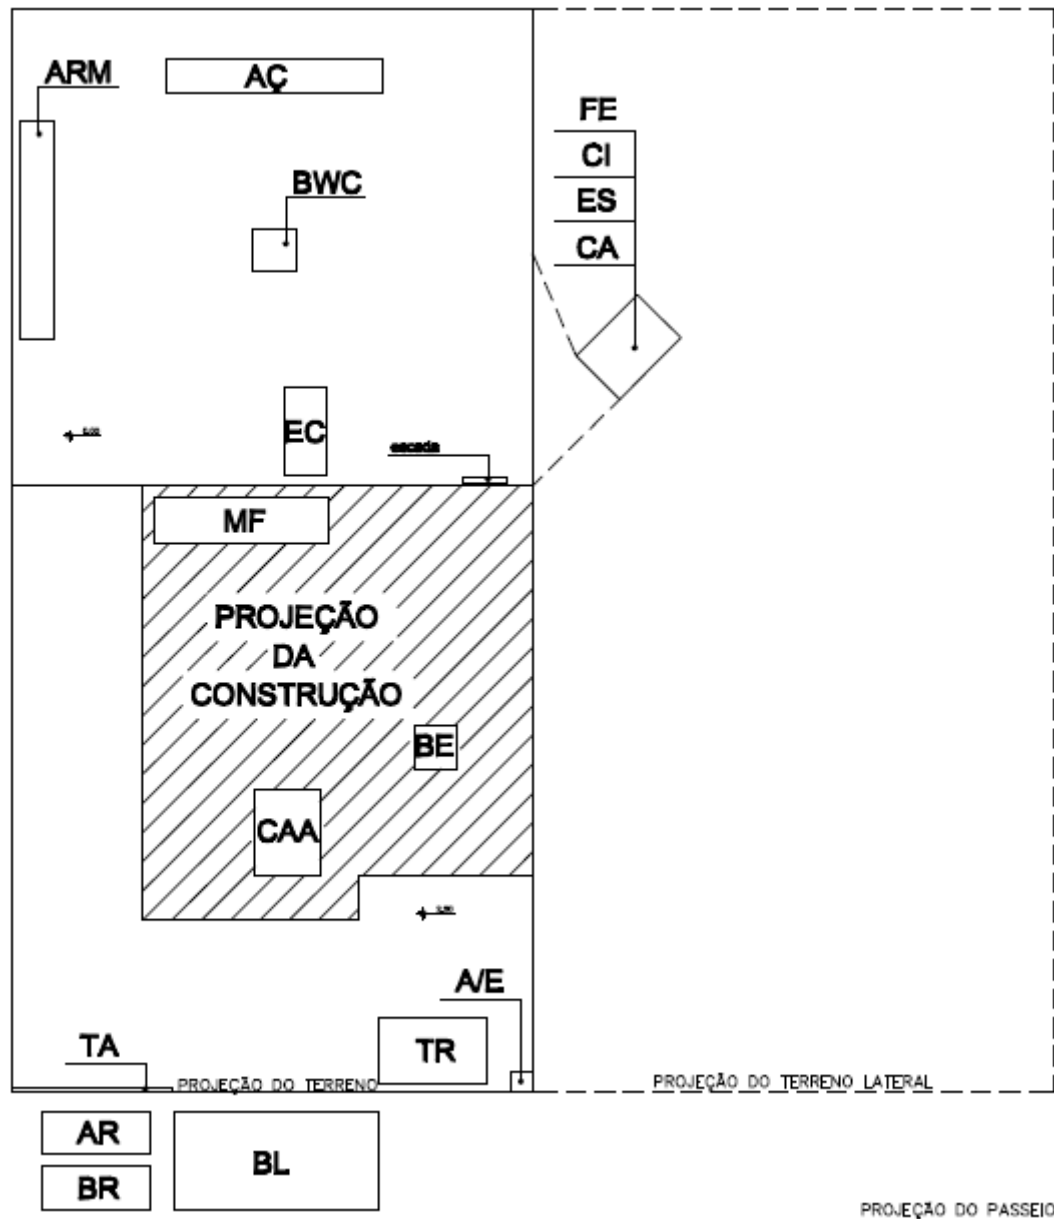 ARM
AÇ
FE
CI
ES
CA
BWC
EC
escada
MF
PROJEÇÃO
DA
CONSTRUÇÃO
BE
CAA
A/E
TA
TR
PROJEÇÃO DO TERRENO
PROJEÇÃO DO TERRENO LATERAL
AR
BL
BR
PROJEÇÃO DO PASSEIO